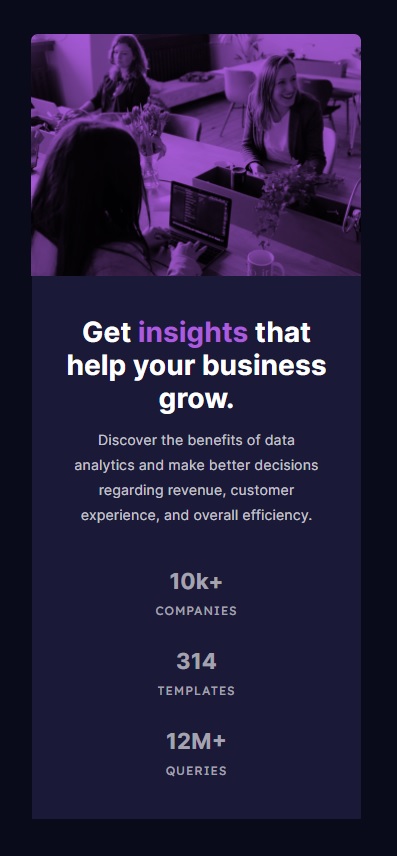 Get insights that
help your business
grow.
Discover the benefits of data
analytics and make better decisions
regarding revenue, customer
experience, and overall efficiency.
10k+
COMPANIES
314
TEMPLATES
12M+
QUERIES